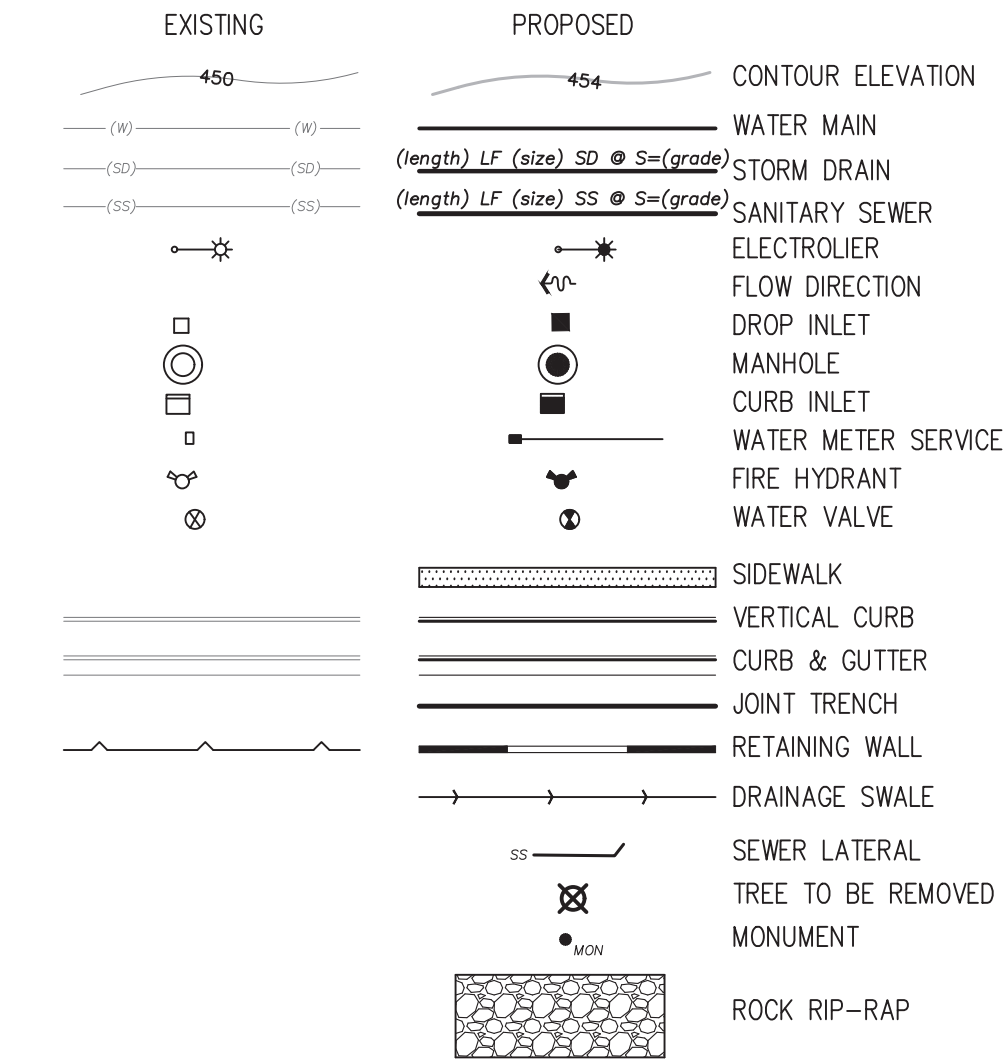 EXISTING PROPOSED
450 454 CONTOUR ELEVATION
(W) (W) WATER MAIN
(length) LF (size) SD @ S=(grade)
(SD) (SD) STORM DRAIN
(length) LF (size) SS @ S=(grade)
(SS) (SS) SANITARY SEWER
ELECTROLIER
FLOW DIRECTION
DROP INLET
MANHOLE
CURB INLET
WATER METER SERVICE
FIRE HYDRANT
WATER VALVE
SIDEWALK
VERTICAL CURB
CURB & GUTTER
JOINT TRENCH
RETAINING WALL
DRAINAGE SWALE
SS SEWER LATERAL
TREE TO BE REMOVED
MON MONUMENT
ROCK RIP-RAP